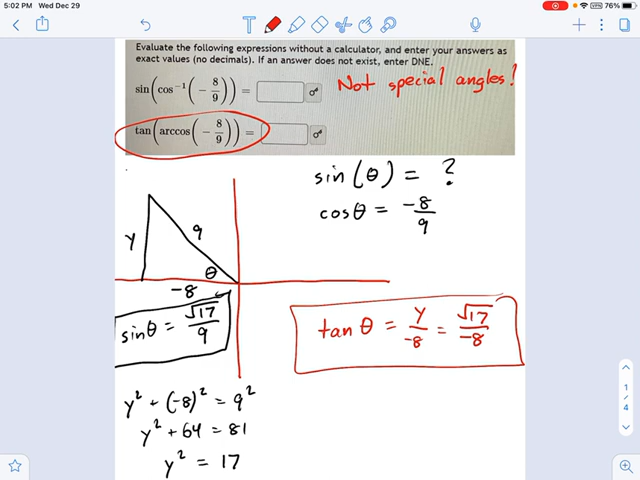 5:02 PM Wed Dec 29
76%
T
Evaluate the following expressions without a calculator, and enter your answers as
exact values (no decimals). If an answer does not exist, enter DNE.
sin(cos⁻¹(−8/9)) =
Not special angles!
tan(arccos(−8/9)) =
sin(θ) = ?
cosθ = −8/9
y
9
θ
−8
sinθ = √17/9
tan θ = y/−8 = √17/−8
y² + (−8)² = 9²
y² + 64 = 81
y² = 17
1
/
4